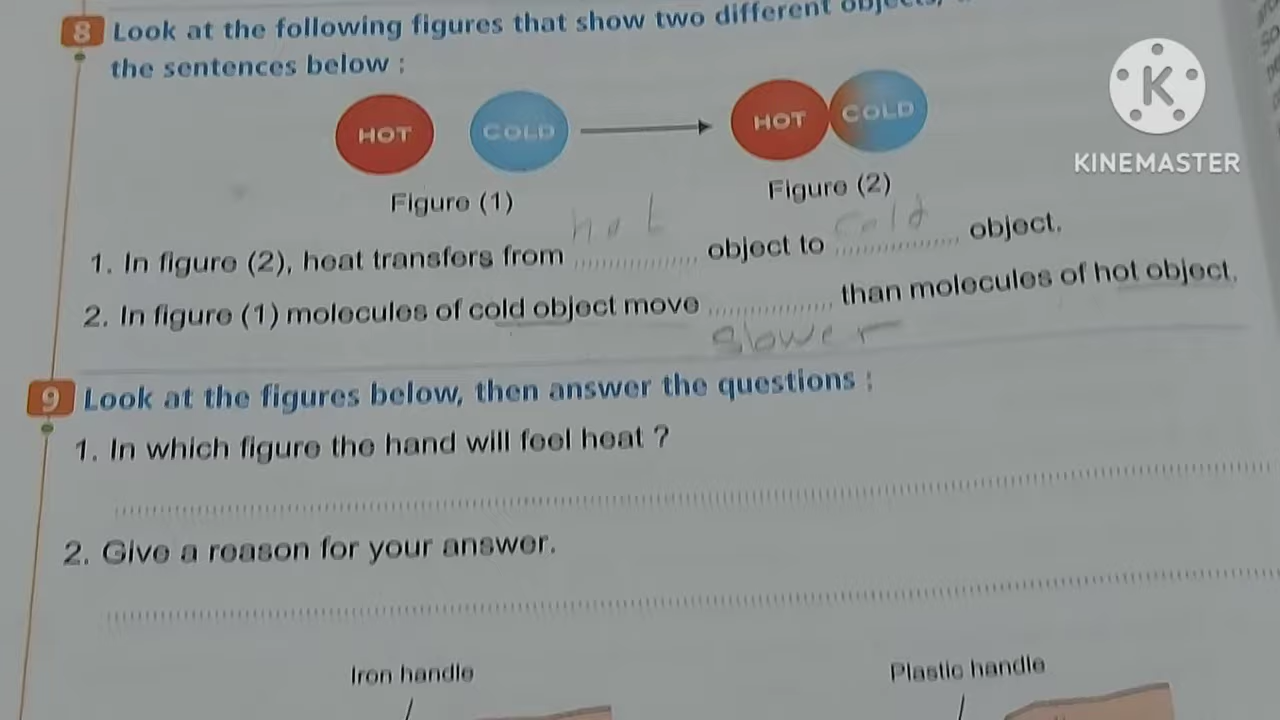 8 Look at the following figures that show two different objects,
the sentences below :
HOT COLD HOT COLD
Figure (1) Figure (2)
KINEMASTER
hot cold
1. In figure (2), heat transfers from ................ object to ................ object.
2. In figure (1) molecules of cold object move ................ than molecules of hot object.
slower
9 Look at the figures below, then answer the questions :
1. In which figure the hand will feel heat ?
2. Give a reason for your answer.
Iron handle Plastic handle